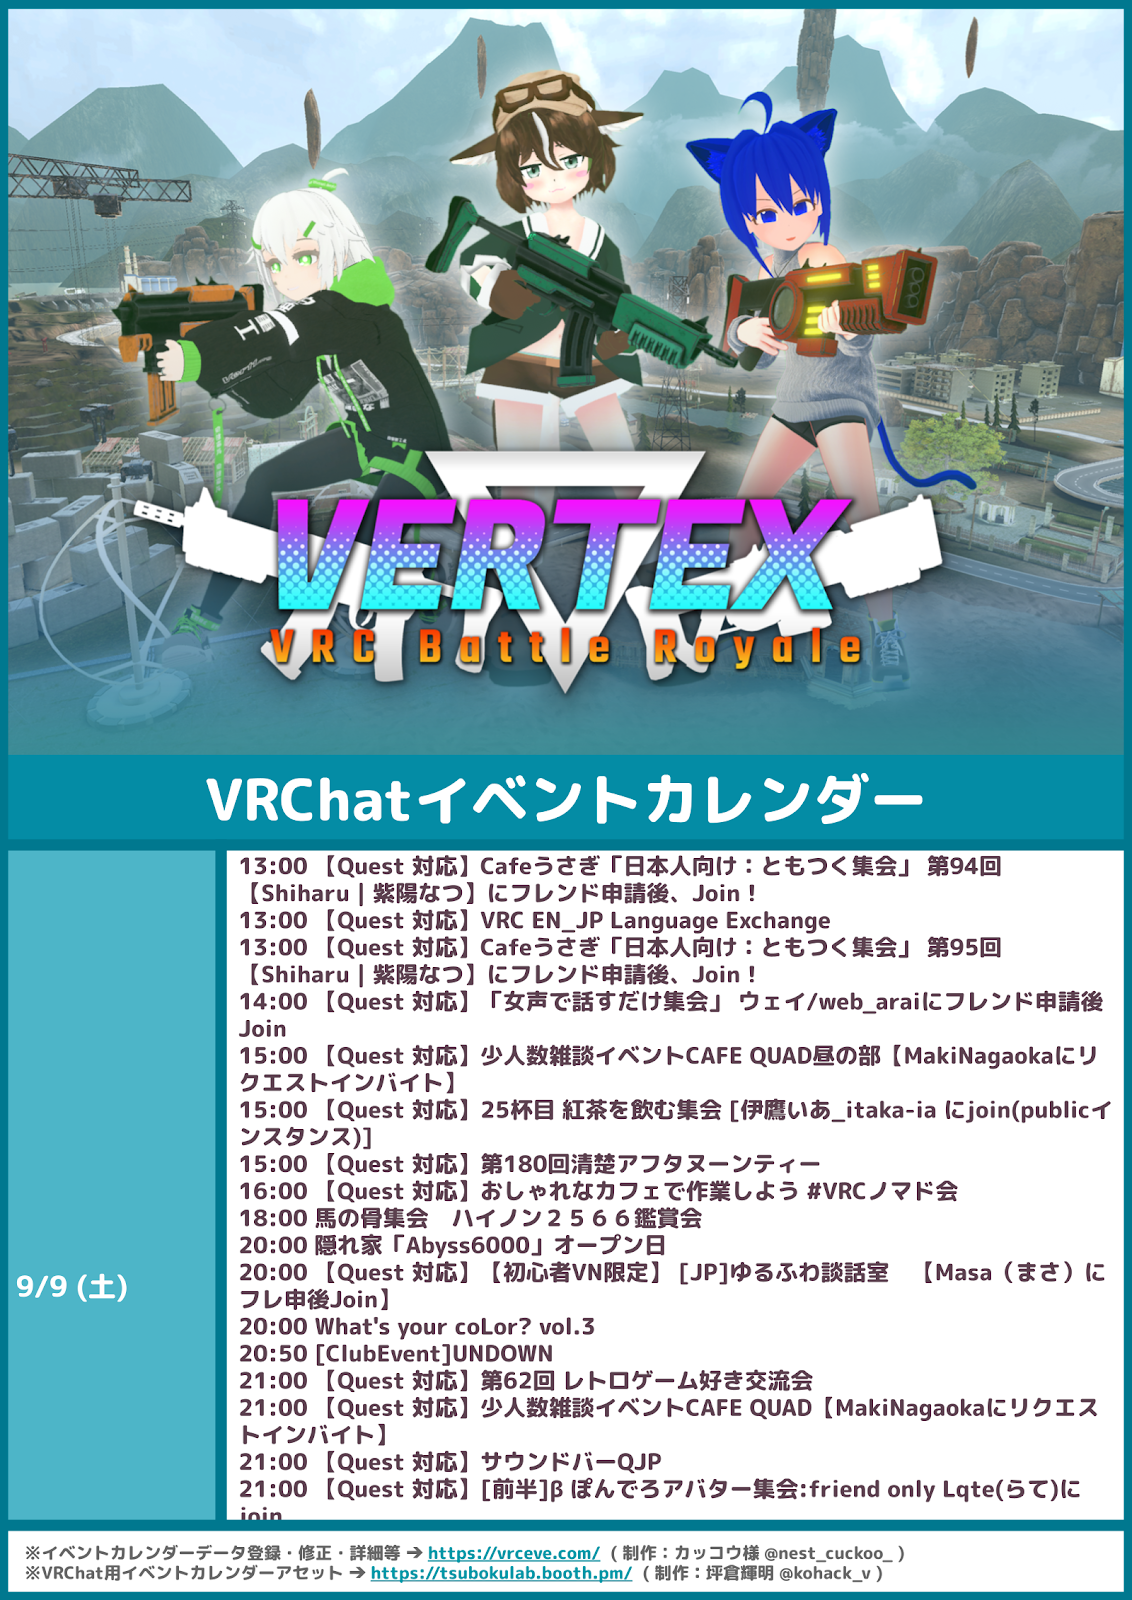 VERTEX
VRC Battle Royale
VRChatイベントカレンダー
9/9 (土)
13:00 【Quest 対応】Cafeうさぎ「日本人向け：ともつく集会」 第94回
【Shiharu | 紫陽なつ】にフレンド申請後、Join！
13:00 【Quest 対応】VRC EN_JP Language Exchange
13:00 【Quest 対応】Cafeうさぎ「日本人向け：ともつく集会」 第95回
【Shiharu | 紫陽なつ】にフレンド申請後、Join！
14:00 【Quest 対応】「女声で話すだけ集会」 ウェイ/web_araiにフレンド申請後
Join
15:00 【Quest 対応】少人数雑談イベントCAFE QUAD昼の部【MakiNagaokaにリ
クエストインバイト】
15:00 【Quest 対応】25杯目 紅茶を飲む集会 [伊鷹いあ_itaka-ia にjoin(publicイ
ンスタンス)]
15:00 【Quest 対応】第180回清楚アフタヌーンティー
16:00 【Quest 対応】おしゃれなカフェで作業しよう #VRCノマド会
18:00 馬の骨集会　ハイノン２５６６鑑賞会
20:00 隠れ家「Abyss6000」オープン日
20:00 【Quest 対応】【初心者VN限定】 [JP]ゆるふわ談話室　【Masa（まさ）に
フレ申後Join】
20:00 What's your coLor? vol.3
20:50 [ClubEvent]UNDOWN
21:00 【Quest 対応】第62回 レトロゲーム好き交流会
21:00 【Quest 対応】少人数雑談イベントCAFE QUAD【MakiNagaokaにリクエス
トインバイト】
21:00 【Quest 対応】サウンドバーQJP
21:00 【Quest 対応】[前半]β ぽんでろアバター集会:friend only Lqte(らて)に
join
※イベントカレンダーデータ登録・修正・詳細等 → https://vrceve.com/ （ 制作：カッコウ様 @nest_cuckoo_ ）
※VRChat用イベントカレンダーアセット → https://tsubokulab.booth.pm/ （ 制作：坪倉輝明 @kohack_v ）